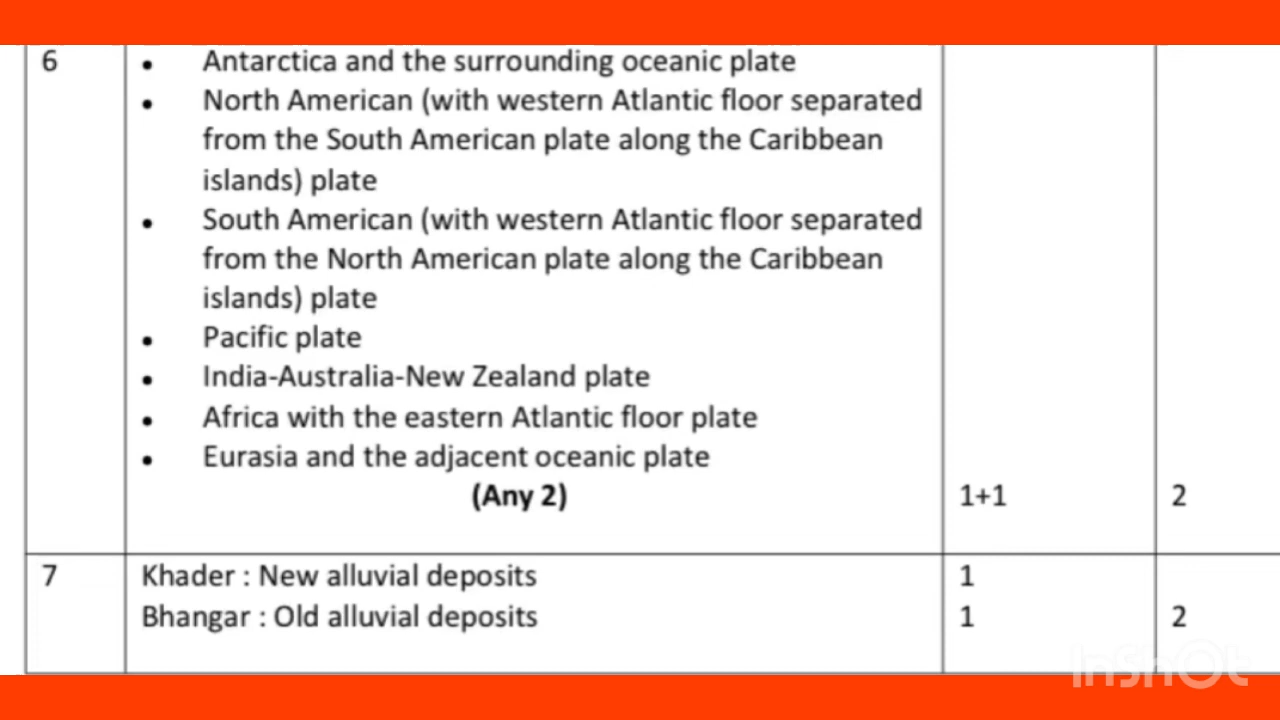 6
• Antarctica and the surrounding oceanic plate
• North American (with western Atlantic floor separated
from the South American plate along the Caribbean
islands) plate
• South American (with western Atlantic floor separated
from the North American plate along the Caribbean
islands) plate
• Pacific plate
• India-Australia-New Zealand plate
• Africa with the eastern Atlantic floor plate
• Eurasia and the adjacent oceanic plate
(Any 2) 1+1 2
7 Khader : New alluvial deposits 1
Bhangar : Old alluvial deposits 1 2
InShOt